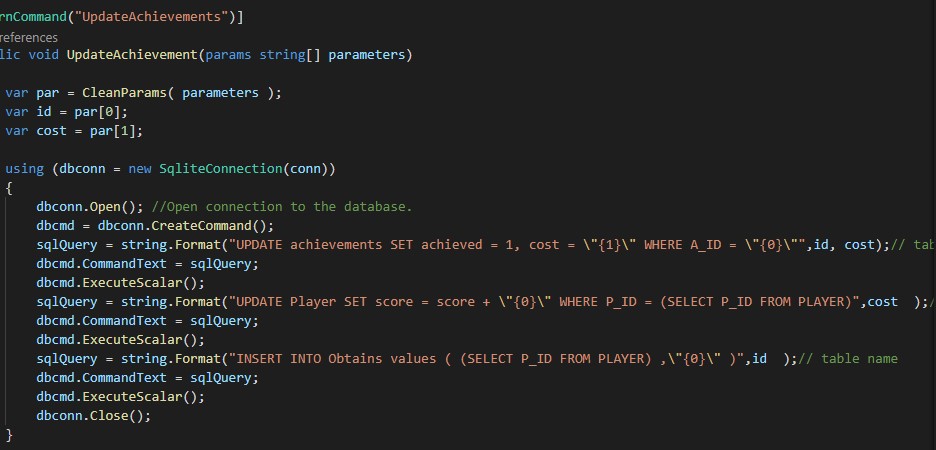 rnCommand("UpdateAchievements")]
references
lic void UpdateAchievement(params string[] parameters)
var par = CleanParams( parameters );
var id = par[0];
var cost = par[1];
using (dbconn = new SqliteConnection(conn))
{
dbconn.Open(); //Open connection to the database.
dbcmd = dbconn.CreateCommand();
sqlQuery = string.Format("UPDATE achievements SET achieved = 1, cost = \"{1}\" WHERE A_ID = \"{0}\"",id, cost);// tab
dbcmd.CommandText = sqlQuery;
dbcmd.ExecuteScalar();
sqlQuery = string.Format("UPDATE Player SET score = score + \"{0}\" WHERE P_ID = (SELECT P_ID FROM PLAYER)",cost  );/
dbcmd.CommandText = sqlQuery;
dbcmd.ExecuteScalar();
sqlQuery = string.Format("INSERT INTO Obtains values ( (SELECT P_ID FROM PLAYER) ,\"{0}\" )",id  );// table name
dbcmd.CommandText = sqlQuery;
dbcmd.ExecuteScalar();
dbconn.Close();
}